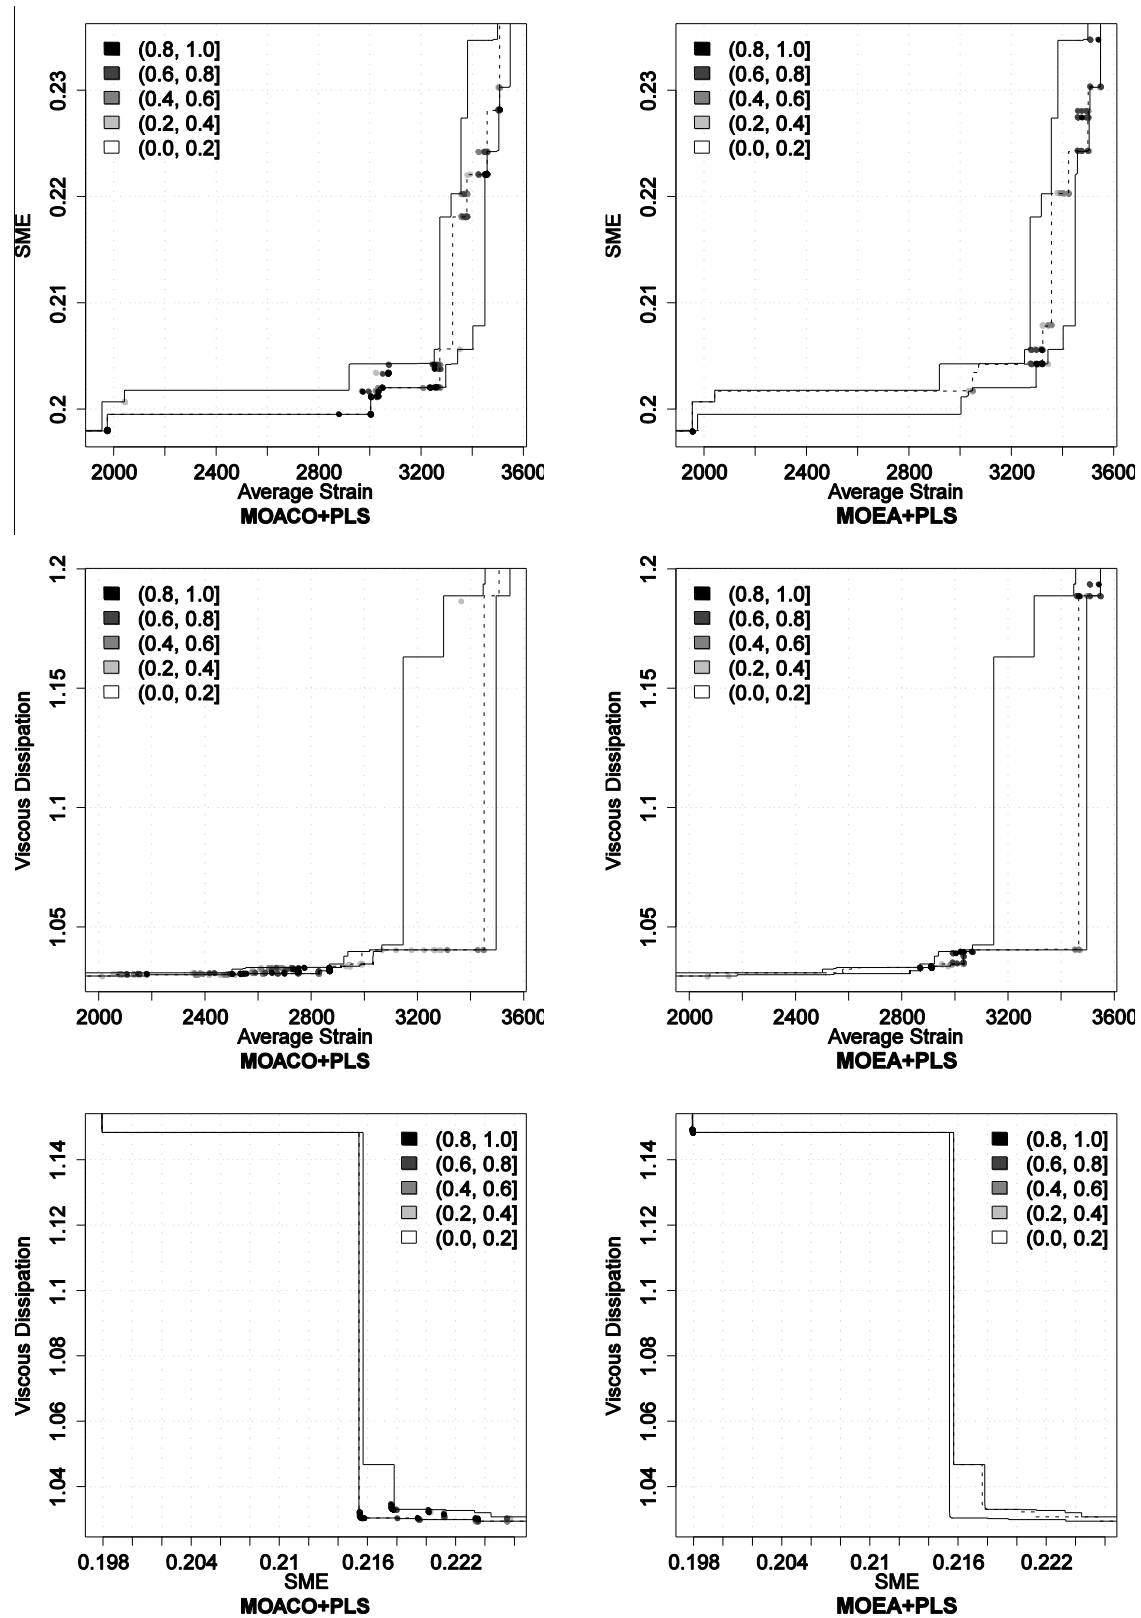 (0.8, 1.0]
(0.6, 0.8]
(0.4, 0.6]
(0.2, 0.4]
(0.0, 0.2]
SME
0.23
0.22
0.21
0.2
2000 2400 2800 3200 3600
Average Strain
MOACO+PLS
(0.8, 1.0]
(0.6, 0.8]
(0.4, 0.6]
(0.2, 0.4]
(0.0, 0.2]
SME
0.23
0.22
0.21
0.2
2000 2400 2800 3200 3600
Average Strain
MOEA+PLS
(0.8, 1.0]
(0.6, 0.8]
(0.4, 0.6]
(0.2, 0.4]
(0.0, 0.2]
Viscous Dissipation
1.2
1.15
1.1
1.05
2000 2400 2800 3200 3600
Average Strain
MOACO+PLS
(0.8, 1.0]
(0.6, 0.8]
(0.4, 0.6]
(0.2, 0.4]
(0.0, 0.2]
Viscous Dissipation
1.2
1.15
1.1
1.05
2000 2400 2800 3200 3600
Average Strain
MOEA+PLS
(0.8, 1.0]
(0.6, 0.8]
(0.4, 0.6]
(0.2, 0.4]
(0.0, 0.2]
Viscous Dissipation
1.14
1.12
1.1
1.08
1.06
1.04
0.198 0.204 0.21 0.216 0.222
SME
MOACO+PLS
(0.8, 1.0]
(0.6, 0.8]
(0.4, 0.6]
(0.2, 0.4]
(0.0, 0.2]
Viscous Dissipation
1.14
1.12
1.1
1.08
1.06
1.04
0.198 0.204 0.21 0.216 0.222
SME
MOEA+PLS